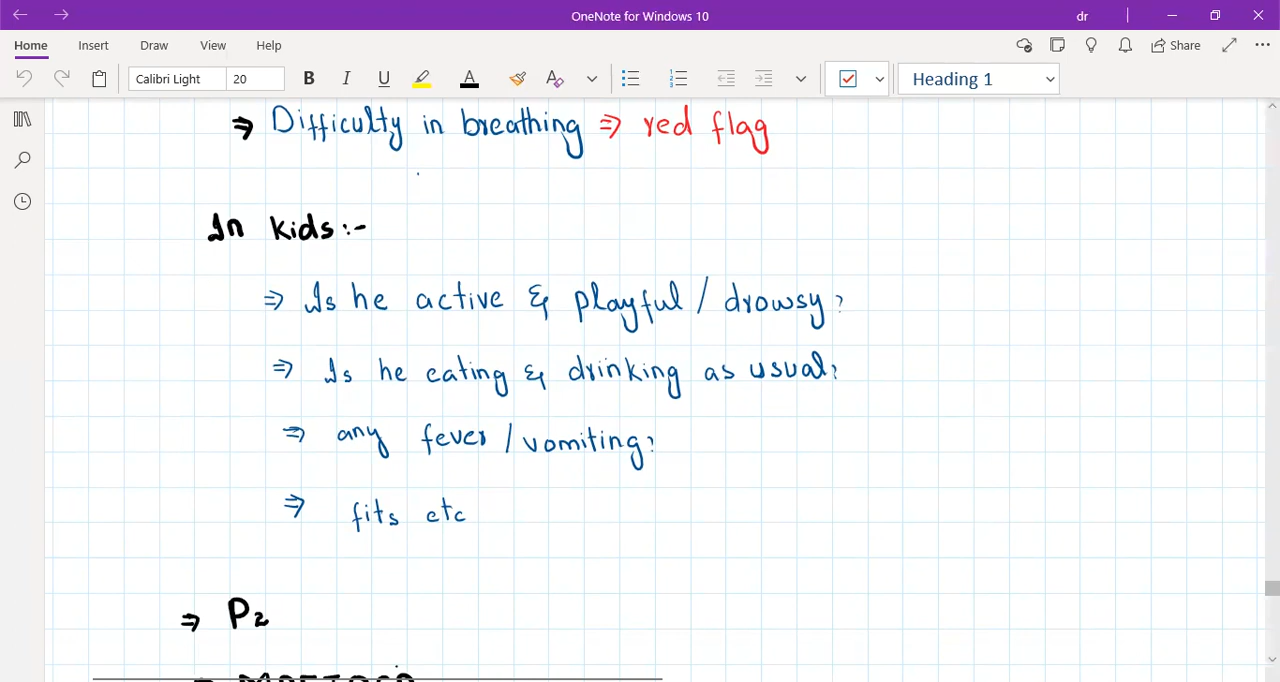 OneNote for Windows 10
dr
Home Insert Draw View Help
Share
Calibri Light 20 B I U A Heading 1
⇒ Difficulty in breathing ⇒ red flag
In kids:-
⇒ Is he active & playful / drowsy?
⇒ Is he eating & drinking as usual?
⇒ any fever / vomiting?
⇒ fits etc
⇒ P2